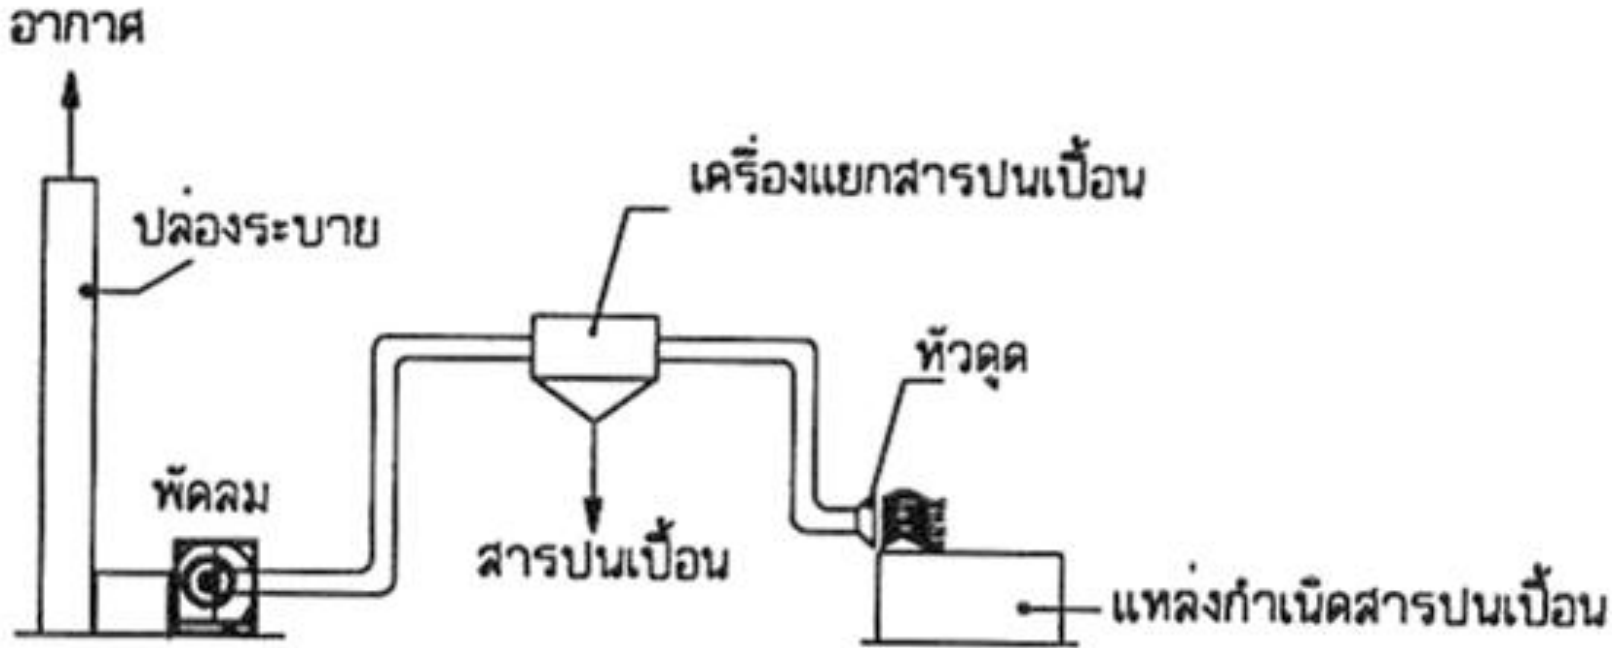 อากาศ
เครื่องแยกสารปนเปื้อน
ปล่องระบาย
หัวดูด
พัดลม
สารปนเปื้อน
แหล่งกำเนิดสารปนเปื้อน